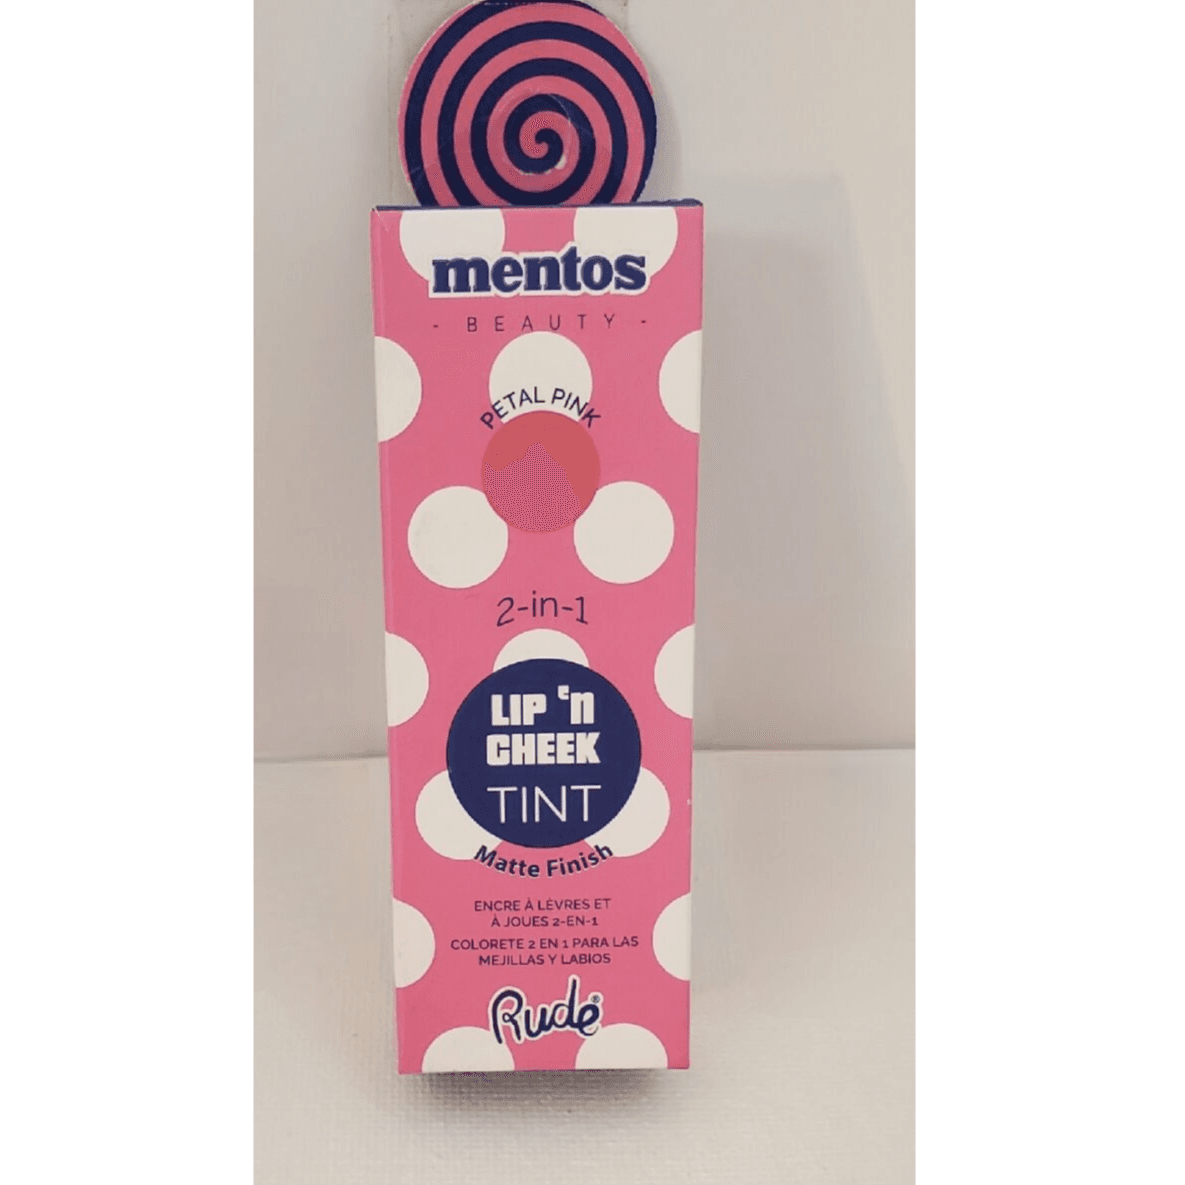 mentos
- BEAUTY -
PETAL PINK
2-in-1
LIP 'n
CHEEK
TINT
Matte Finish
ENCRE À LÈVRES ET
À JOUES 2-EN-1
COLORETE 2 EN 1 PARA LAS
MEJILLAS Y LABIOS
Rude®